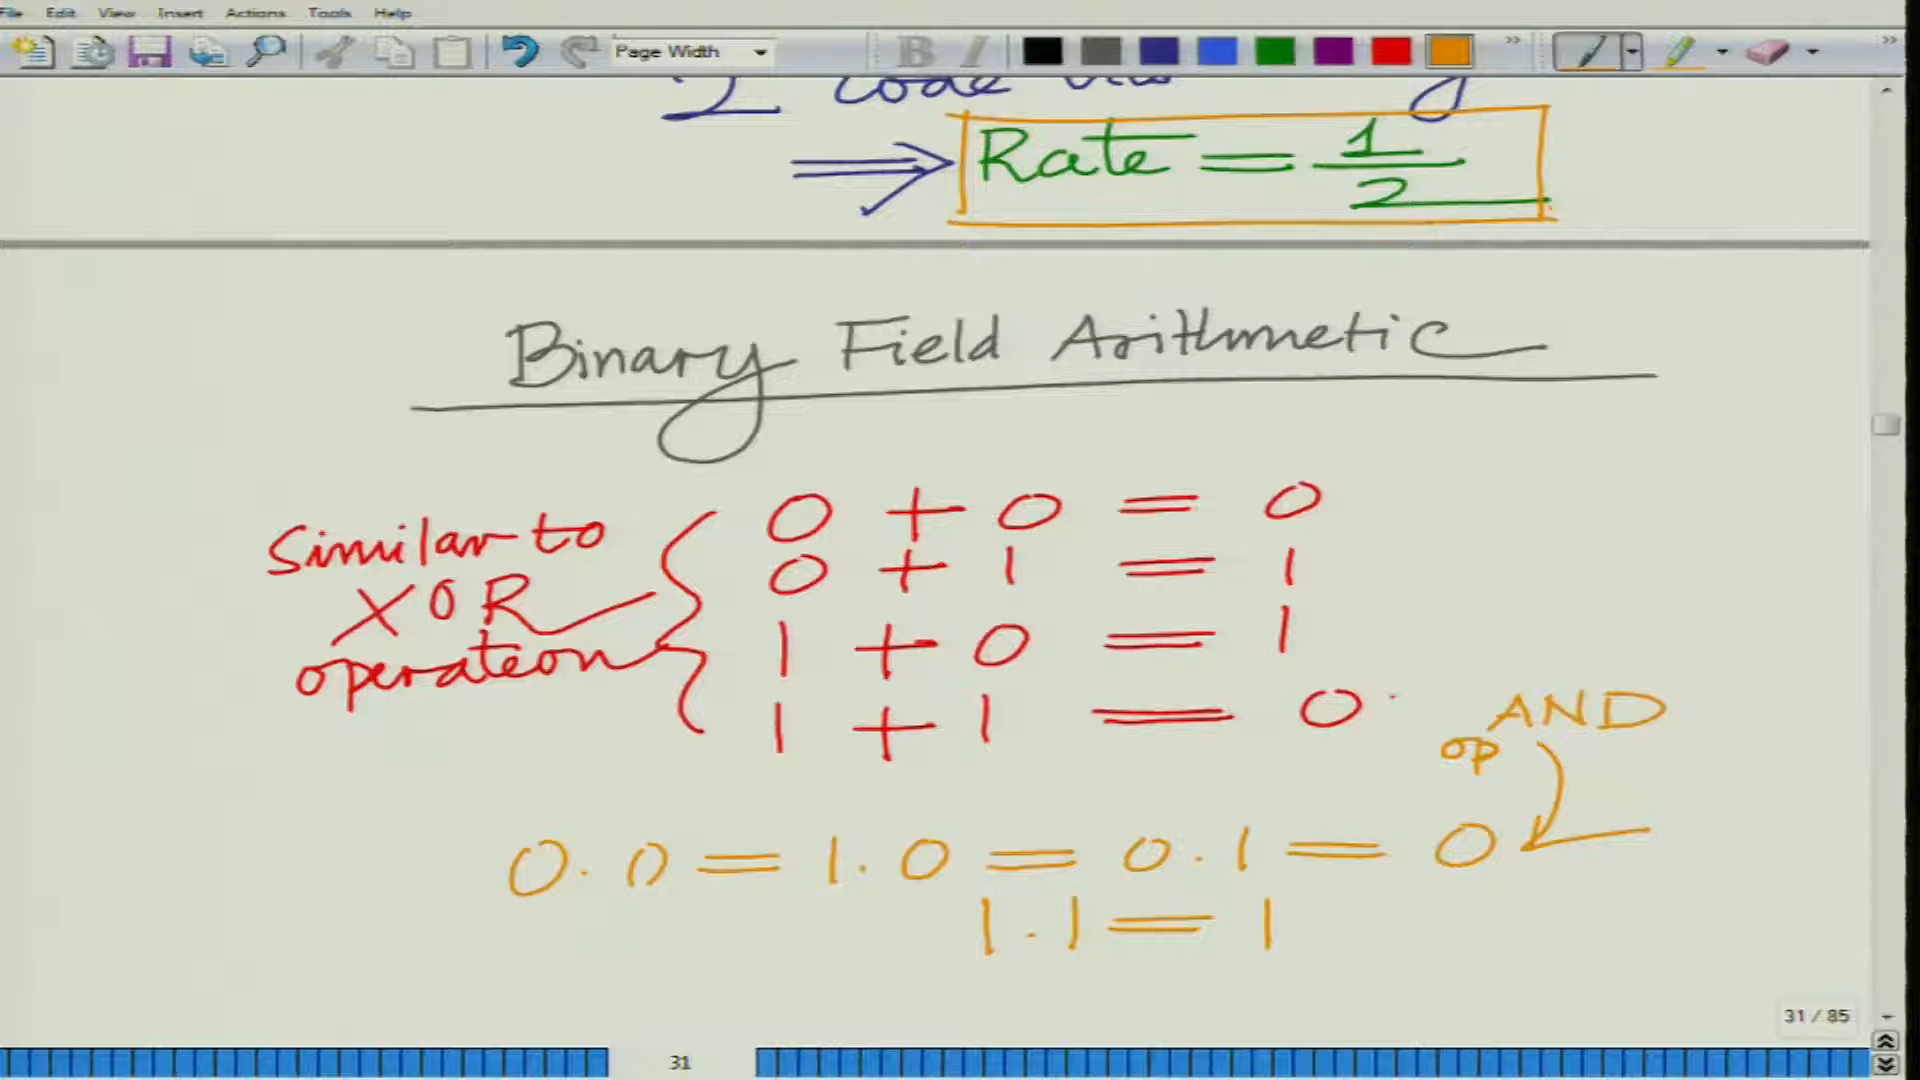 File Edit View Insert Actions Tools Help
Page Width
B I
2 code
⟹ Rate = 1/2
Binary Field Arithmetic
Similar to
XOR
operation
0 + 0 = 0
0 + 1 = 1
1 + 0 = 1
1 + 1 = 0
AND
op
0.0 = 1.0 = 0.1 = 0
1.1 = 1
31 / 85
31